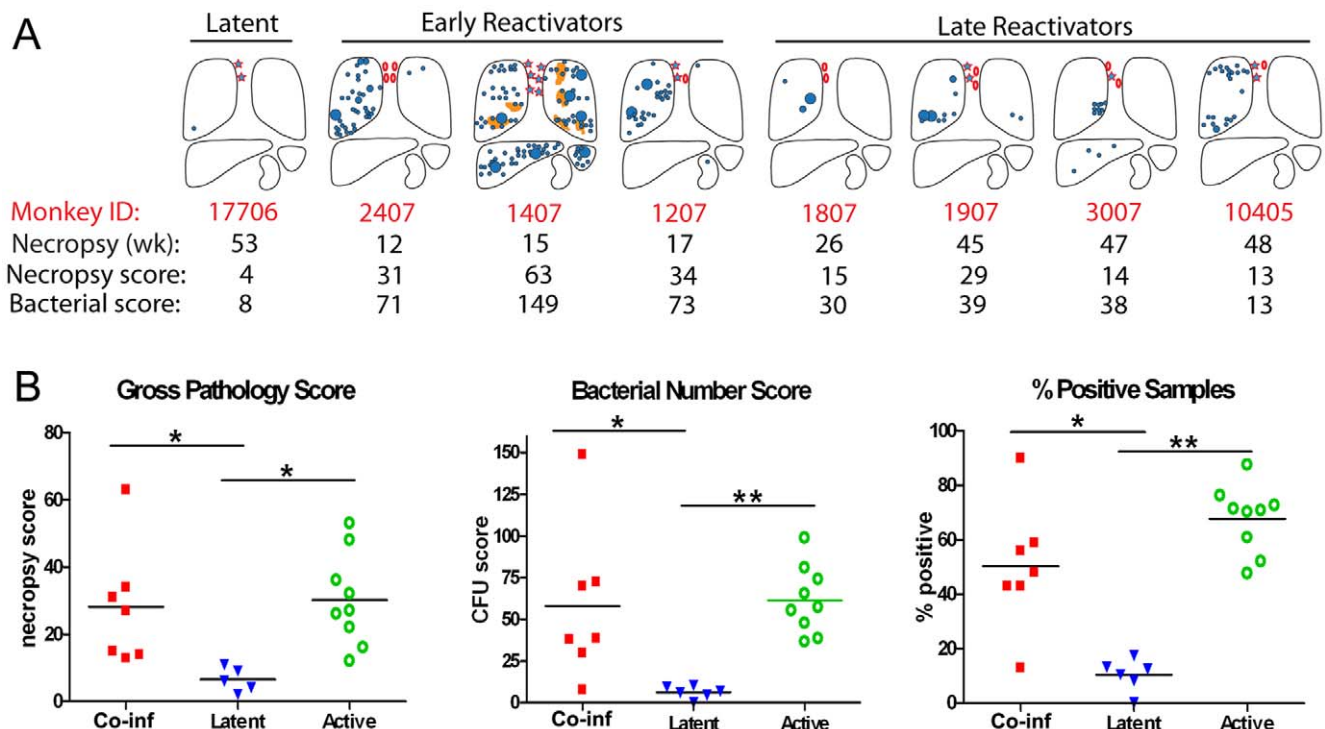 A
Latent Early Reactivators Late Reactivators
Monkey ID: 17706 2407 1407 1207 1807 1907 3007 10405
Necropsy (wk): 53 12 15 17 26 45 47 48
Necropsy score: 4 31 63 34 15 29 14 13
Bacterial score: 8 71 149 73 30 39 38 13
B
Gross Pathology Score
80
60
40
20
0
necropsy score
*
*
Co-inf Latent Active
Bacterial Number Score
150
125
100
75
50
25
0
CFU score
*
**
Co-inf Latent Active
% Positive Samples
100
80
60
40
20
0
% positive
*
**
Co-inf Latent Active